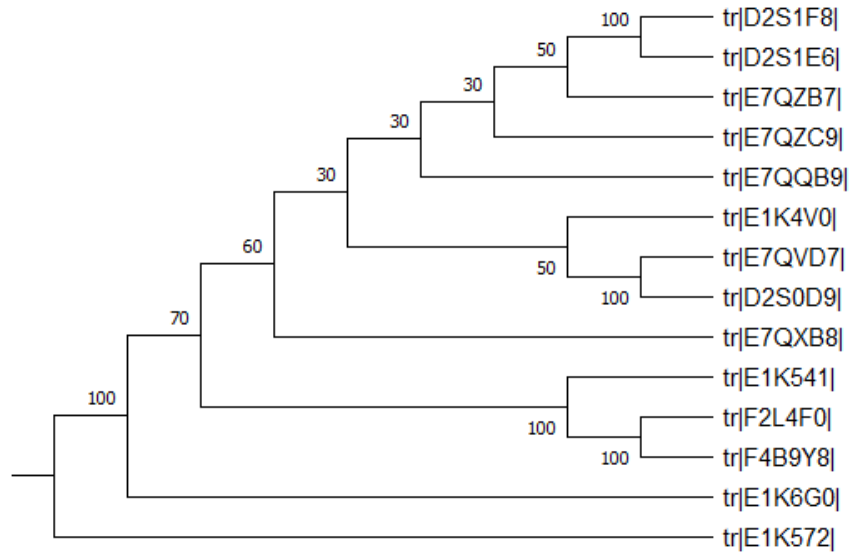 100
tr|D2S1F8|
50
tr|D2S1E6|
30
tr|E7QZB7|
30
tr|E7QZC9|
30
tr|E7QQB9|
tr|E1K4V0|
60
tr|E7QVD7|
50
100
tr|D2S0D9|
70
tr|E7QXB8|
tr|E1K541|
100
tr|F2L4F0|
100
100
tr|F4B9Y8|
tr|E1K6G0|
tr|E1K572|